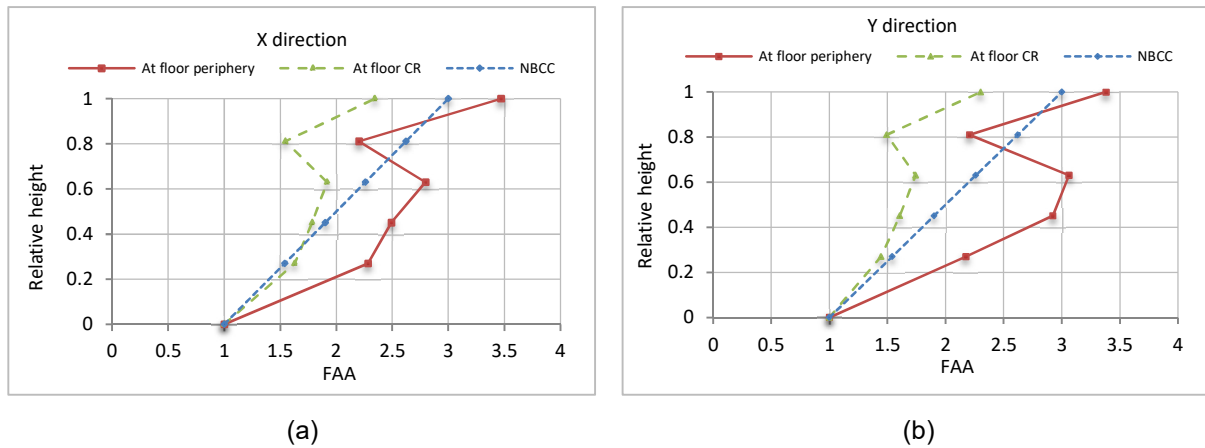 X direction
At floor periphery At floor CR NBCC
1
0.8
0.6
0.4
0.2
0
Relative height
0 0.5 1 1.5 2 2.5 3 3.5 4
FAA
(a)
Y direction
At floor periphery At floor CR NBCC
1
0.8
0.6
0.4
0.2
0
Relative height
0 0.5 1 1.5 2 2.5 3 3.5 4
FAA
(b)